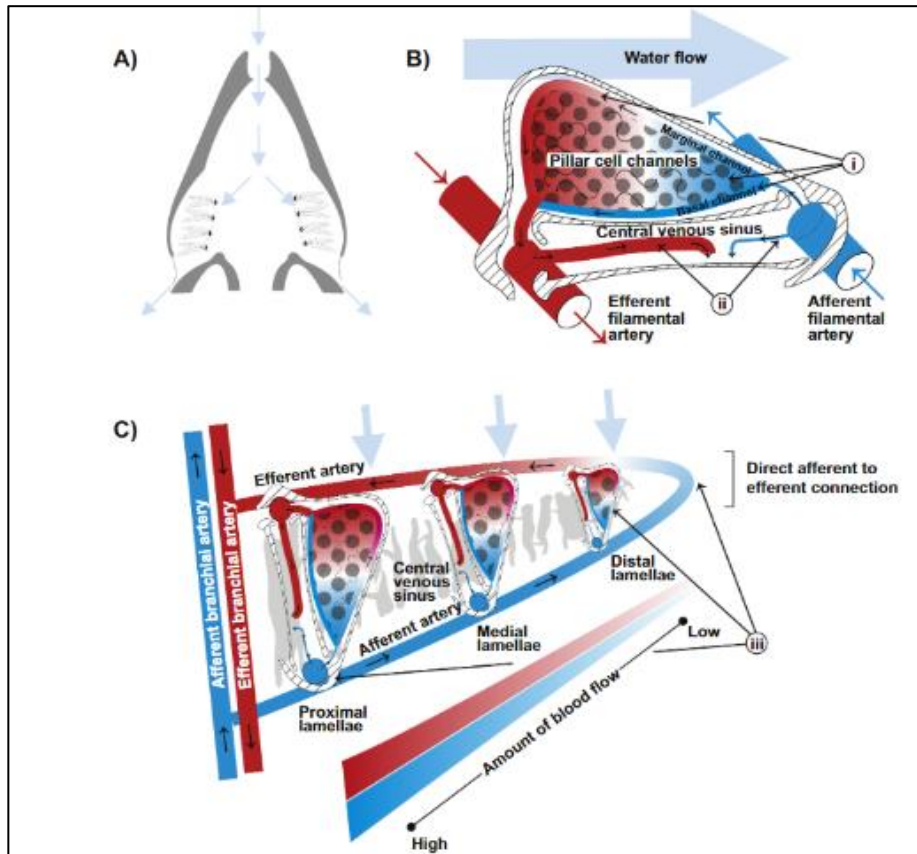 A)
B)
Water flow
Marginal channel
Pillar cell channels
i
Basal channel
Central venous sinus
ii
Efferent
filamental
artery
Afferent
filamental
artery
C)
Efferent artery
Direct afferent to
efferent connection
Afferent branchial artery
Efferent branchial artery
Central
venous
sinus
Distal
lamellae
Afferent artery
Medial
lamellae
Low
iii
Proximal
lamellae
Amount of blood flow
High